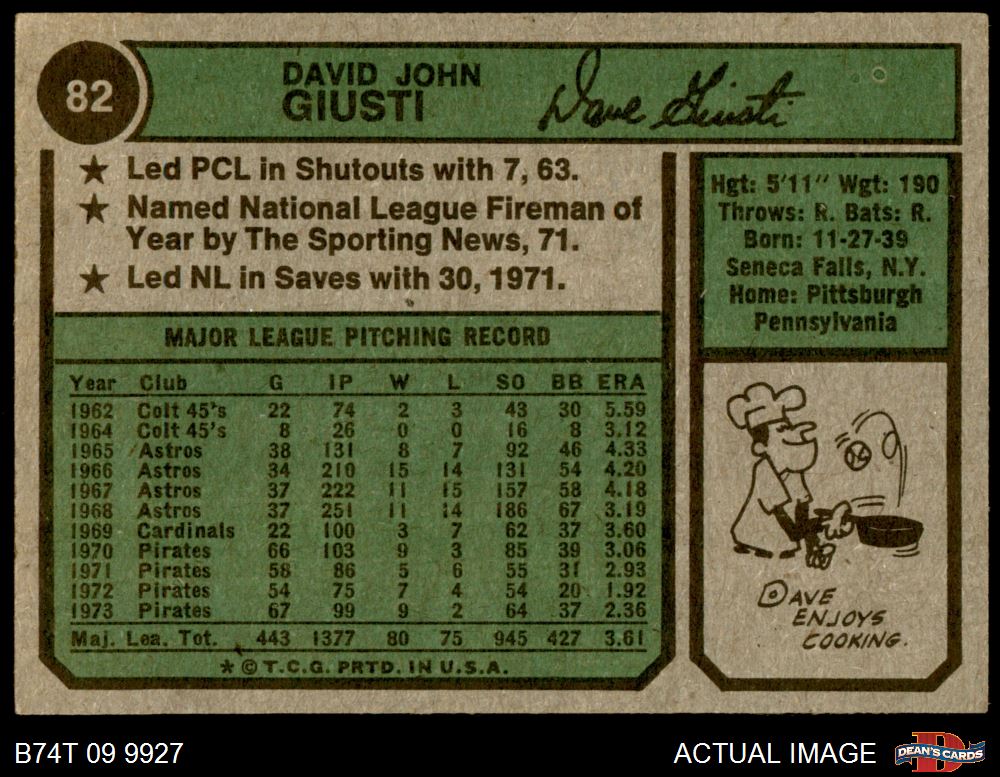 82
DAVID JOHN
GIUSTI
Dave Giusti
★ Led PCL in Shutouts with 7, 63.
★ Named National League Fireman of
Year by The Sporting News, 71.
★ Led NL in Saves with 30, 1971.
Hgt: 5'11" Wgt: 190
Throws: R. Bats: R.
Born: 11-27-39
Seneca Falls, N.Y.
Home: Pittsburgh
Pennsylvania
MAJOR LEAGUE PITCHING RECORD
Year Club G IP W L SO BB ERA
1962 Colt 45's 22 74 2 3 43 30 5.59
1964 Colt 45's 8 26 0 0 16 8 3.12
1965 Astros 38 131 8 7 92 46 4.33
1966 Astros 34 210 15 14 131 54 4.20
1967 Astros 37 222 11 15 157 58 4.18
1968 Astros 37 251 11 14 186 67 3.19
1969 Cardinals 22 100 3 7 62 37 3.60
1970 Pirates 66 103 9 3 85 39 3.06
1971 Pirates 58 86 5 6 55 31 2.93
1972 Pirates 54 75 7 4 54 20 1.92
1973 Pirates 67 99 9 2 64 37 2.36
Maj. Lea. Tot. 443 1377 80 75 945 427 3.61
* © T.C.G. PRTD. IN U.S.A.
DAVE
ENJOYS
COOKING.
B74T 09 9927
ACTUAL IMAGE
D
DEAN'S CARDS